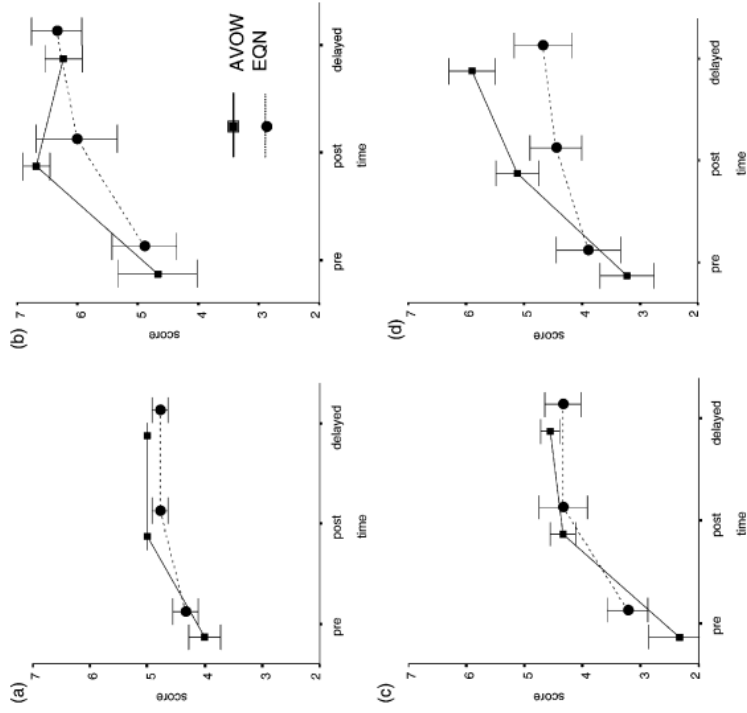 (a)
7
6
5
4
3
2
score
pre
post
delayed
time
(b)
7
6
5
4
3
2
score
pre
post
delayed
time
AVOW
EQN
(c)
7
6
5
4
3
2
score
pre
post
delayed
time
(d)
7
6
5
4
3
2
score
pre
post
delayed
time